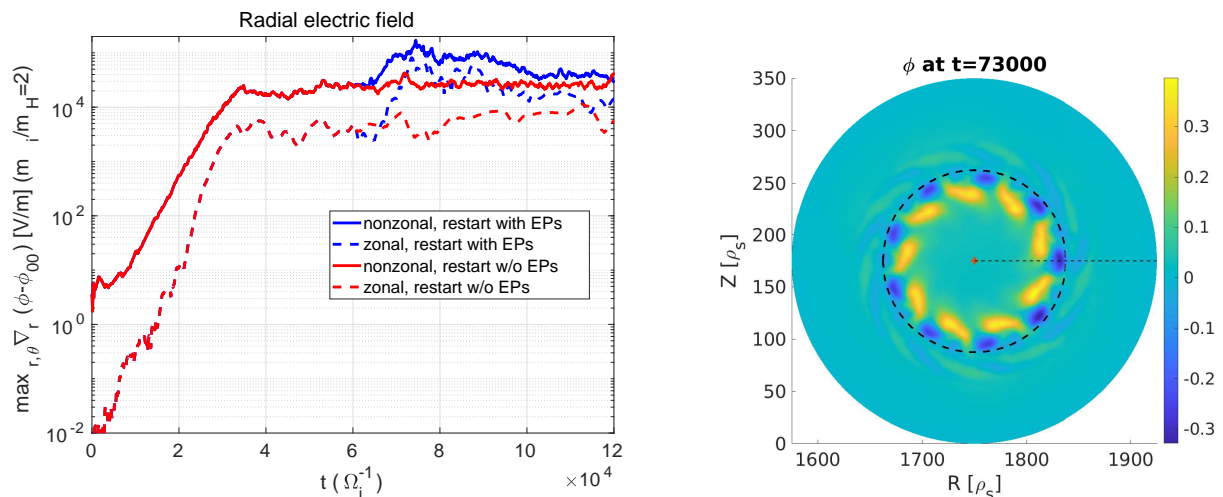 Radial electric field
max r,θ ∇r (ϕ-ϕ00) [V/m] (m i/m H=2)
10^4
10^2
10^0
10^-2
nonzonal, restart with EPs
zonal, restart with EPs
nonzonal, restart w/o EPs
zonal, restart w/o EPs
0 2 4 6 8 10 12
×10^4
t (Ω_i^-1)
ϕ at t=73000
Z [ρs]
350
300
250
200
150
100
50
0
1600 1700 1800 1900
R [ρs]
0.3
0.2
0.1
0
-0.1
-0.2
-0.3